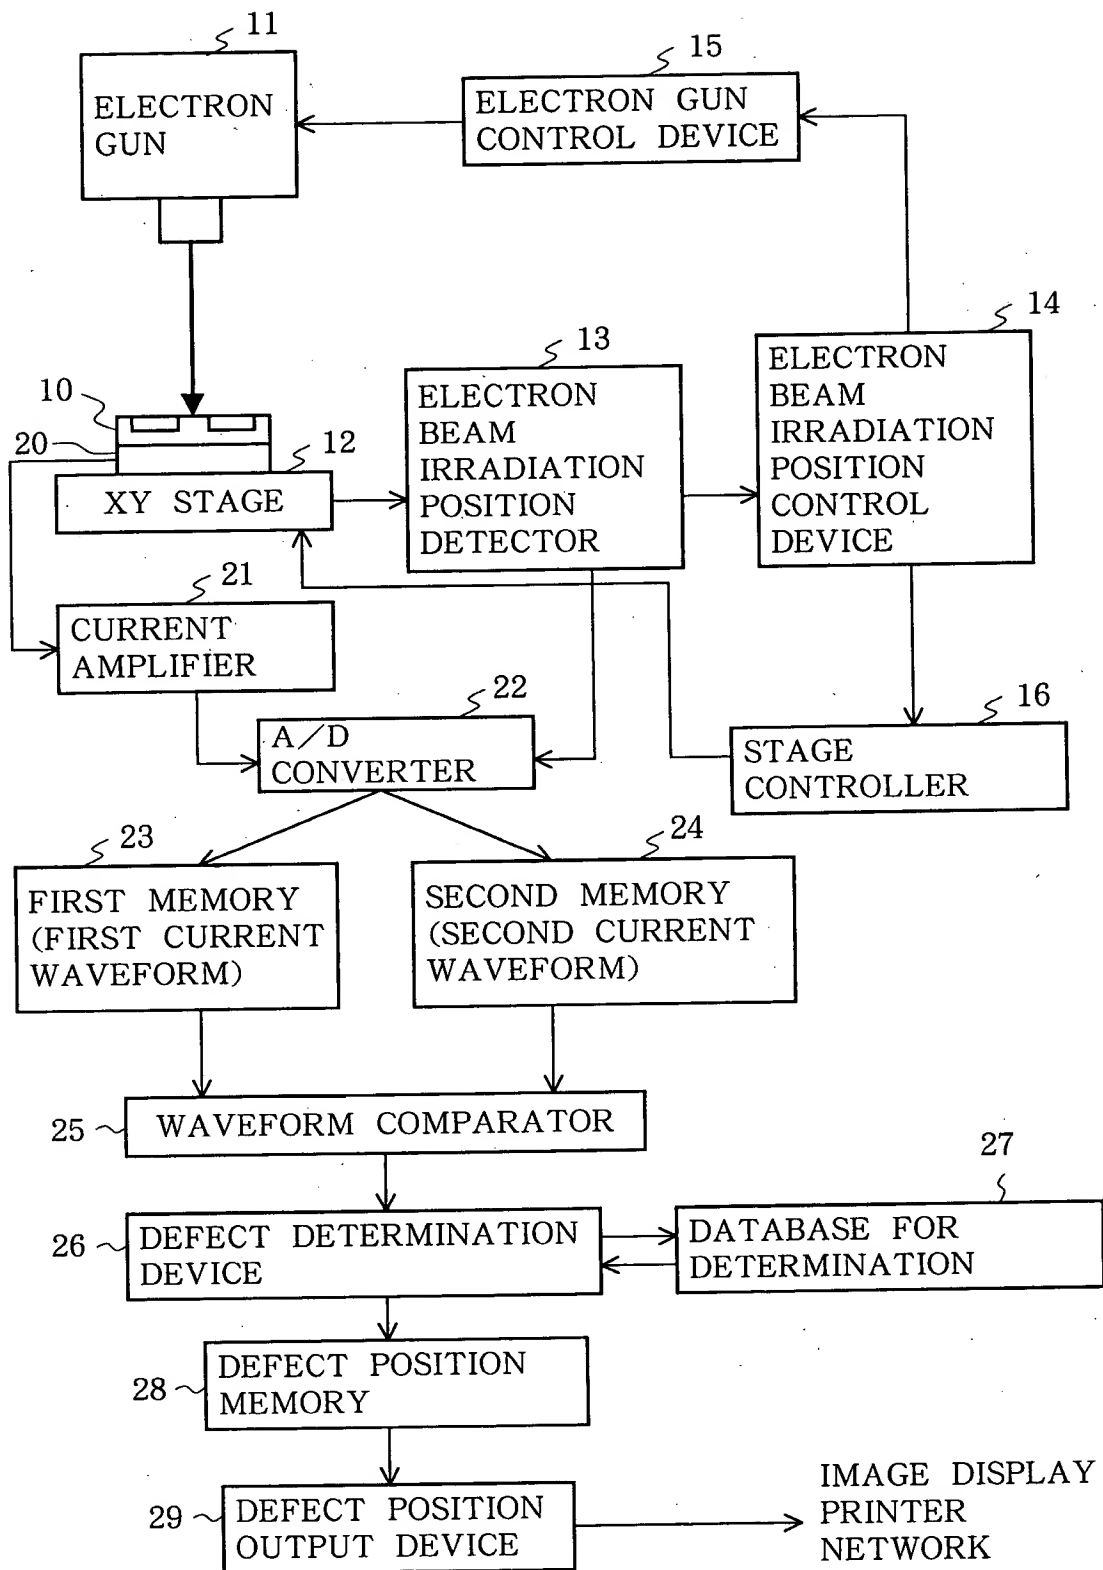 11
ELECTRON
GUN
15
ELECTRON GUN
CONTROL DEVICE
14
ELECTRON
BEAM
IRRADIATION
POSITION
CONTROL
DEVICE
13
ELECTRON
BEAM
IRRADIATION
POSITION
DETECTOR
10
20
12
XY STAGE
21
CURRENT
AMPLIFIER
22
A/D
CONVERTER
16
STAGE
CONTROLLER
23
FIRST MEMORY
(FIRST CURRENT
WAVEFORM)
24
SECOND MEMORY
(SECOND CURRENT
WAVEFORM)
25
WAVEFORM COMPARATOR
26
DEFECT DETERMINATION
DEVICE
27
DATABASE FOR
DETERMINATION
28
DEFECT POSITION
MEMORY
29
DEFECT POSITION
OUTPUT DEVICE
IMAGE DISPLAY
PRINTER
NETWORK